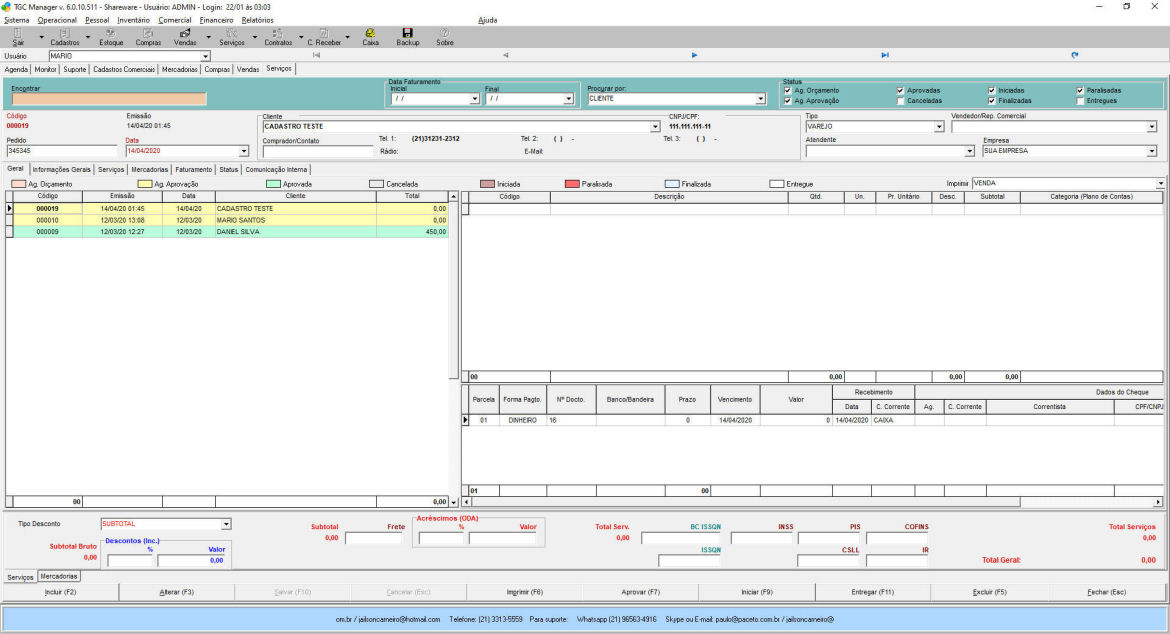 TGC Manager v. 6.0.10.511 - Shareware - Usuário: ADMIN - Login: 22/01 às 03:03
Sistema Operacional Pessoal Inventário Comercial Financeiro Relatórios Ajuda
Sair Cadastros Estoque Compras Vendas Serviços Contratos C. Receber Caixa Backup Sobre
Usuário MARIO
Agenda Monitor Suporte Cadastros Comerciais Mercadorias Compras Vendas Serviços
Encontrar Data Faturamento Inicial / / Final / / Procurar por: CLIENTE
Status
Ag. Orçamento Aprovadas Iniciadas Paralisadas
Ag. Aprovação Canceladas Finalizadas Entregues
Código Emissão Cliente CNPJ/CPF: Tipo Vendedor/Rep. Comercial
000019 14/04/20 01:45 CADASTRO TESTE 111.111.111-11 VAREJO
Pedido Data Comprador/Contato Tel. 1: (21)31231-2312 Tel. 2: ( ) - Tel. 3: ( ) - Atendente Empresa
345345 14/04/2020 Rádio: E-Mail: SUA EMPRESA
Geral Informações Gerais Serviços Mercadorias Faturamento Status Comunicação Interna
Ag. Orçamento Ag. Aprovação Aprovada Cancelada Iniciada Paralisada Finalizada Entregue Imprimir VENDA
Código Emissão Data Cliente Total
000019 14/04/20 01:45 14/04/20 CADASTRO TESTE 0,00
000010 12/03/20 13:08 12/03/20 MARIO SANTOS 0,00
000009 12/03/20 12:27 12/03/20 DANIEL SILVA 450,00
00 0,00
Código Descrição Qtd. Un. Pr. Unitário Desc. Subtotal Categoria (Plano de Contas)
00 0,00 0,00 0,00
Parcela Forma Pagto. Nº Docto. Banco/Bandeira Prazo Vencimento Valor Recebimento Dados do Cheque
Data C. Corrente Ag. C. Corrente Correntista CPF/CNPJ
01 DINHEIRO 16 0 14/04/2020 0 14/04/2020 CAIXA
01 00
Tipo Desconto SUBTOTAL Subtotal Frete Acréscimos (ODA) % Valor Total Serv. BC ISSQN INSS PIS COFINS Total Serviços
0,00 0,00 0,00
Subtotal Bruto Descontos (Inc.) % Valor ISSQN CSLL IR
0,00 0,00 Total Geral: 0,00
Serviços Mercadorias
Incluir (F2) Alterar (F3) Salvar (F10) Cancelar (Esc) Imprimir (F6) Aprovar (F7) Iniciar (F9) Entregar (F11) Excluir (F5) Fechar (Esc)
om.br / jailsoncarneiro@hotmail.com Telefone: (21) 3313-5559 Para suporte: Whatsapp (21) 96563-4916 Skype ou E-mail: paulo@paceto.com.br / jailsoncarneiro@